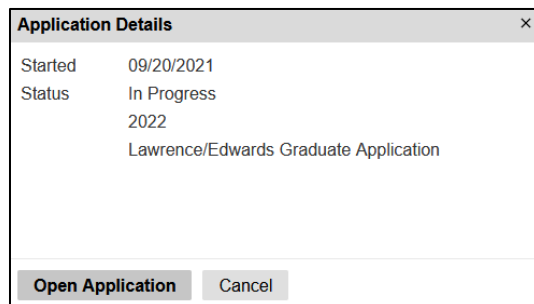 Application Details ×
Started 09/20/2021
Status In Progress
2022
Lawrence/Edwards Graduate Application
Open Application Cancel